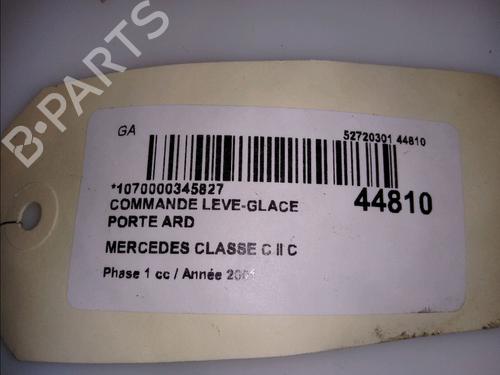 B-PARTS
GA
52720301 44810
*1070000345827
COMMANDE LEVE-GLACE
44810
PORTE ARD
MERCEDES CLASSE C II C
Phase 1 cc / Année